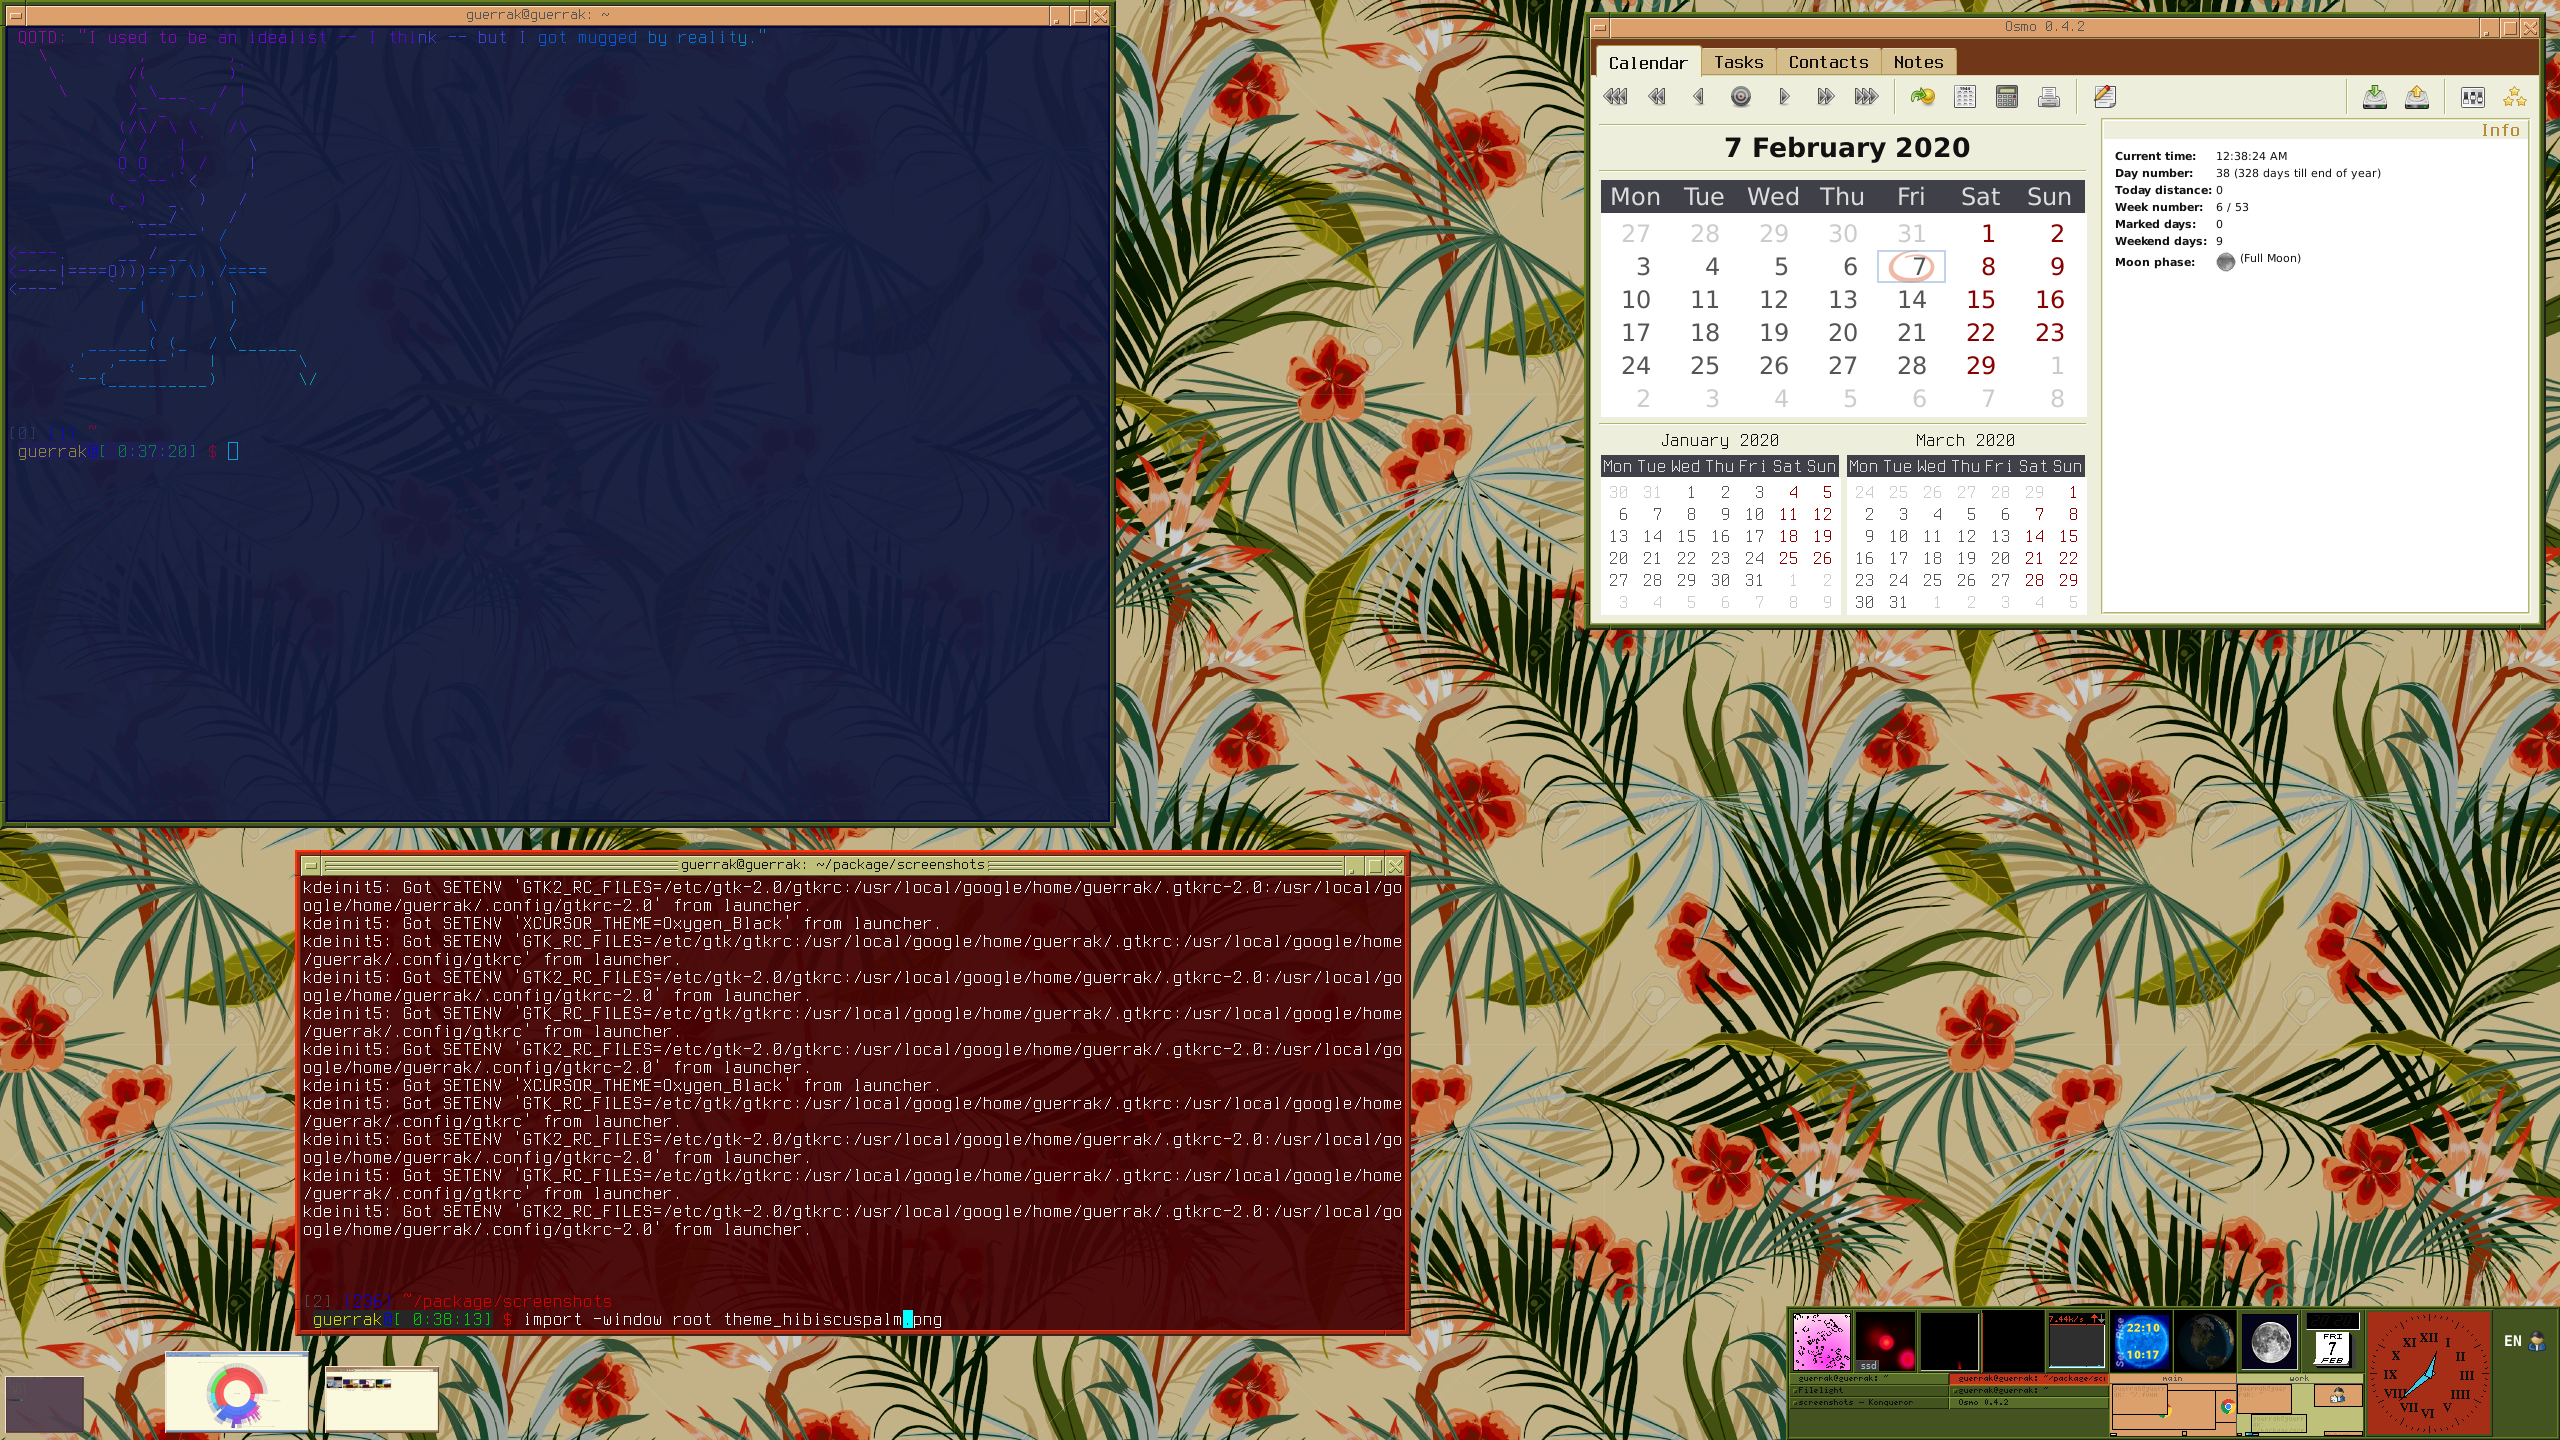 guerrak@guerrak: ~
QOTD: "I used to be an idealist -- I think -- but I got mugged by reality."
[0] ~
guerrak [ 0:37:20] $
Osmo 0.4.2
Calendar Tasks Contacts Notes
7 February 2020
Mon Tue Wed Thu Fri Sat Sun
27 28 29 30 31 1 2
3 4 5 6 7 8 9
10 11 12 13 14 15 16
17 18 19 20 21 22 23
24 25 26 27 28 29 1
2 3 4 5 6 7 8
January 2020
Mon Tue Wed Thu Fri Sat Sun
30 31 1 2 3 4 5
6 7 8 9 10 11 12
13 14 15 16 17 18 19
20 21 22 23 24 25 26
27 28 29 30 31 1 2
3 4 5 6 7 8 9
March 2020
Mon Tue Wed Thu Fri Sat Sun
24 25 26 27 28 29 1
2 3 4 5 6 7 8
9 10 11 12 13 14 15
16 17 18 19 20 21 22
23 24 25 26 27 28 29
30 31 1 2 3 4 5
Info
Current time: 12:38:24 AM
Day number: 38 (328 days till end of year)
Today distance: 0
Week number: 6 / 53
Marked days: 0
Weekend days: 9
Moon phase: (Full Moon)
guerrak@guerrak: ~/package/screenshots
kdeinit5: Got SETENV 'GTK2_RC_FILES=/etc/gtk-2.0/gtkrc:/usr/local/google/home/guerrak/.gtkrc-2.0:/usr/local/go
ogle/home/guerrak/.config/gtkrc-2.0' from launcher.
kdeinit5: Got SETENV 'XCURSOR_THEME=Oxygen_Black' from launcher.
kdeinit5: Got SETENV 'GTK_RC_FILES=/etc/gtk/gtkrc:/usr/local/google/home/guerrak/.gtkrc:/usr/local/google/home
/guerrak/.config/gtkrc' from launcher.
kdeinit5: Got SETENV 'GTK2_RC_FILES=/etc/gtk-2.0/gtkrc:/usr/local/google/home/guerrak/.gtkrc-2.0:/usr/local/go
ogle/home/guerrak/.config/gtkrc-2.0' from launcher.
kdeinit5: Got SETENV 'GTK_RC_FILES=/etc/gtk/gtkrc:/usr/local/google/home/guerrak/.gtkrc:/usr/local/google/home
/guerrak/.config/gtkrc' from launcher.
kdeinit5: Got SETENV 'GTK2_RC_FILES=/etc/gtk-2.0/gtkrc:/usr/local/google/home/guerrak/.gtkrc-2.0:/usr/local/go
ogle/home/guerrak/.config/gtkrc-2.0' from launcher.
kdeinit5: Got SETENV 'XCURSOR_THEME=Oxygen_Black' from launcher.
kdeinit5: Got SETENV 'GTK_RC_FILES=/etc/gtk/gtkrc:/usr/local/google/home/guerrak/.gtkrc:/usr/local/google/home
/guerrak/.config/gtkrc' from launcher.
kdeinit5: Got SETENV 'GTK2_RC_FILES=/etc/gtk-2.0/gtkrc:/usr/local/google/home/guerrak/.gtkrc-2.0:/usr/local/go
ogle/home/guerrak/.config/gtkrc-2.0' from launcher.
kdeinit5: Got SETENV 'GTK_RC_FILES=/etc/gtk/gtkrc:/usr/local/google/home/guerrak/.gtkrc:/usr/local/google/home
/guerrak/.config/gtkrc' from launcher.
kdeinit5: Got SETENV 'GTK2_RC_FILES=/etc/gtk-2.0/gtkrc:/usr/local/google/home/guerrak/.gtkrc-2.0:/usr/local/go
ogle/home/guerrak/.config/gtkrc-2.0' from launcher.
[2] ~/package/screenshots
guerrak [ 0:38:13] $ import -window root theme_hibiscuspalm.png
ssd
7.44k/s
22:10
10:17
FRI
7
FEB
EN
guerrak@guerrak: ~
guerrak@guerrak: ~/package/scr
Filelight
guerrak@guerrak: ~
screenshots - Konqueror
Osmo 0.4.2
main
work
XII I II III IIII V VI VII VIII IX X XI